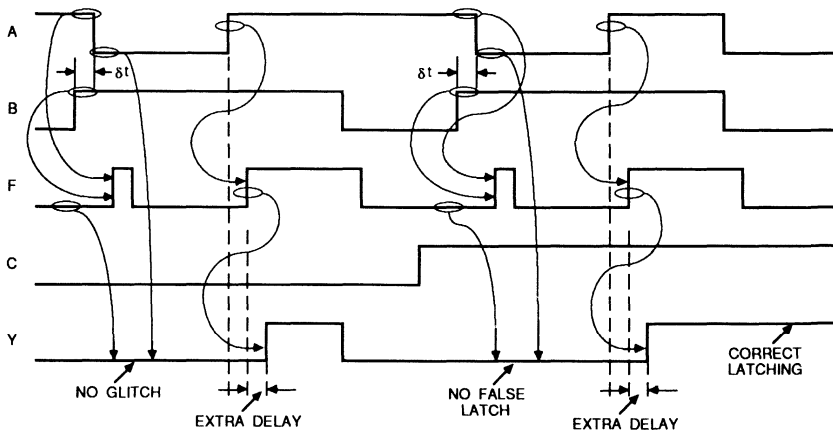 A
δt
δt
B
F
C
Y
NO GLITCH
EXTRA DELAY
NO FALSE
LATCH
EXTRA DELAY
CORRECT
LATCHING